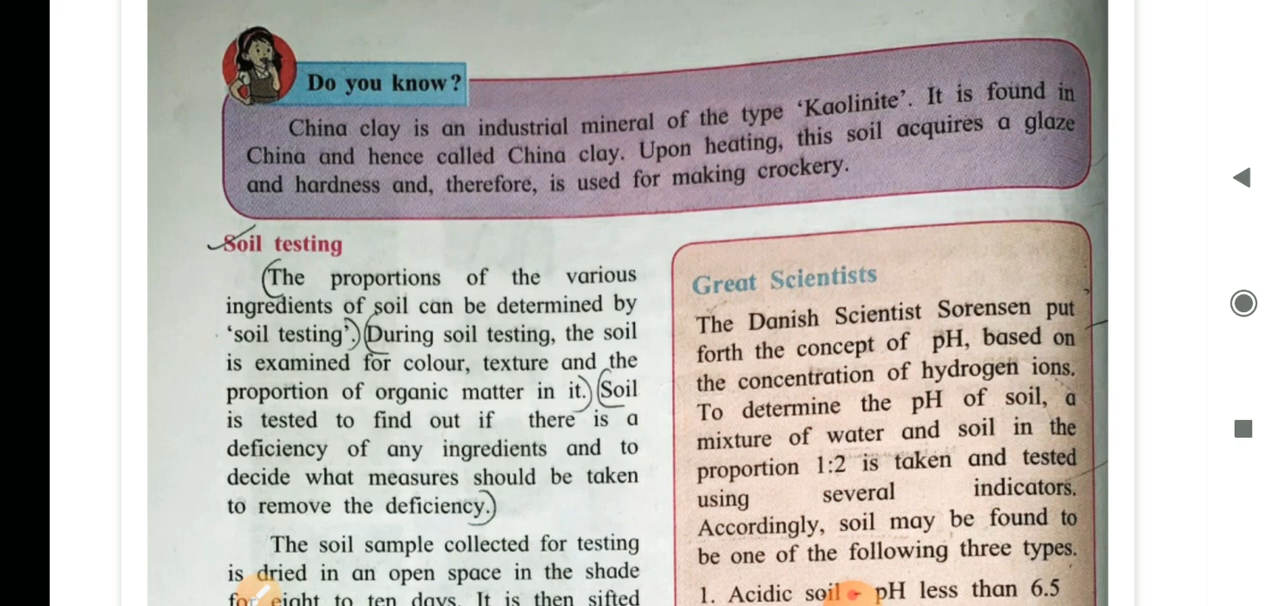 Do you know?
China clay is an industrial mineral of the type ‘Kaolinite’. It is found in
China and hence called China clay. Upon heating, this soil acquires a glaze
and hardness and, therefore, is used for making crockery.
Soil testing
The proportions of the various
ingredients of soil can be determined by
‘soil testing’. During soil testing, the soil
is examined for colour, texture and the
proportion of organic matter in it. Soil
is tested to find out if there is a
deficiency of any ingredients and to
decide what measures should be taken
to remove the deficiency.
The soil sample collected for testing
is dried in an open space in the shade
for eight to ten days. It is then sifted
Great Scientists
The Danish Scientist Sorensen put
forth the concept of pH, based on
the concentration of hydrogen ions.
To determine the pH of soil, a
mixture of water and soil in the
proportion 1:2 is taken and tested
using several indicators.
Accordingly, soil may be found to
be one of the following three types.
1. Acidic soil - pH less than 6.5